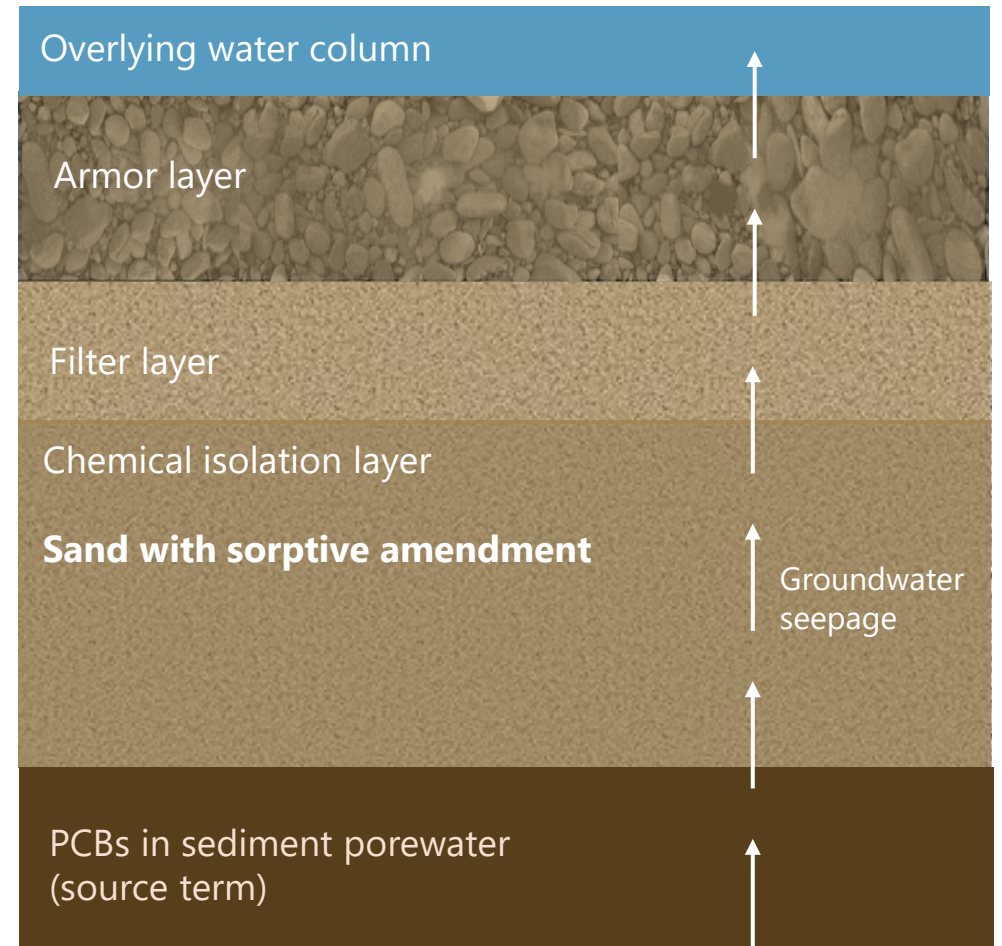 Overlying water column
Armor layer
Filter layer
Chemical isolation layer
Sand with sorptive amendment
Groundwater
seepage
PCBs in sediment porewater
(source term)